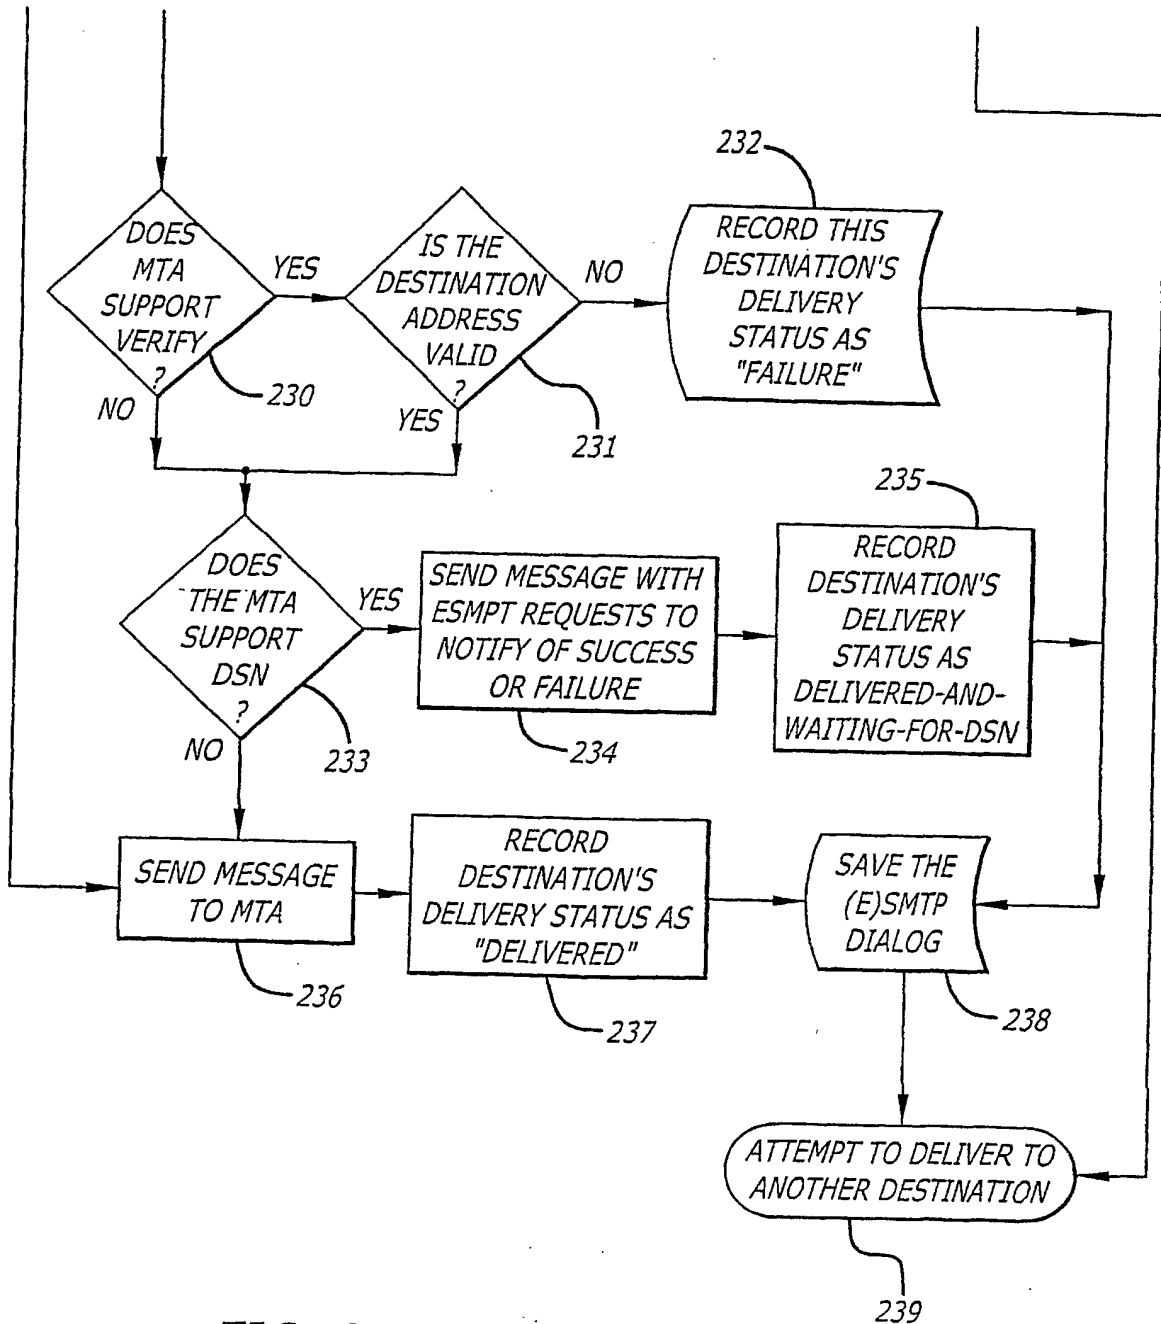 232
DOES
MTA
SUPPORT
VERIFY
?
YES
NO
230
IS THE
DESTINATION
ADDRESS
VALID
?
NO
YES
231
RECORD THIS
DESTINATION'S
DELIVERY
STATUS AS
"FAILURE"
235
DOES
THE MTA
SUPPORT
DSN
?
YES
NO
233
SEND MESSAGE WITH
ESMPT REQUESTS TO
NOTIFY OF SUCCESS
OR FAILURE
234
RECORD
DESTINATION'S
DELIVERY
STATUS AS
DELIVERED-AND-
WAITING-FOR-DSN
SEND MESSAGE
TO MTA
236
RECORD
DESTINATION'S
DELIVERY STATUS AS
"DELIVERED"
237
SAVE THE
(E)SMTP
DIALOG
238
ATTEMPT TO DELIVER TO
ANOTHER DESTINATION
239